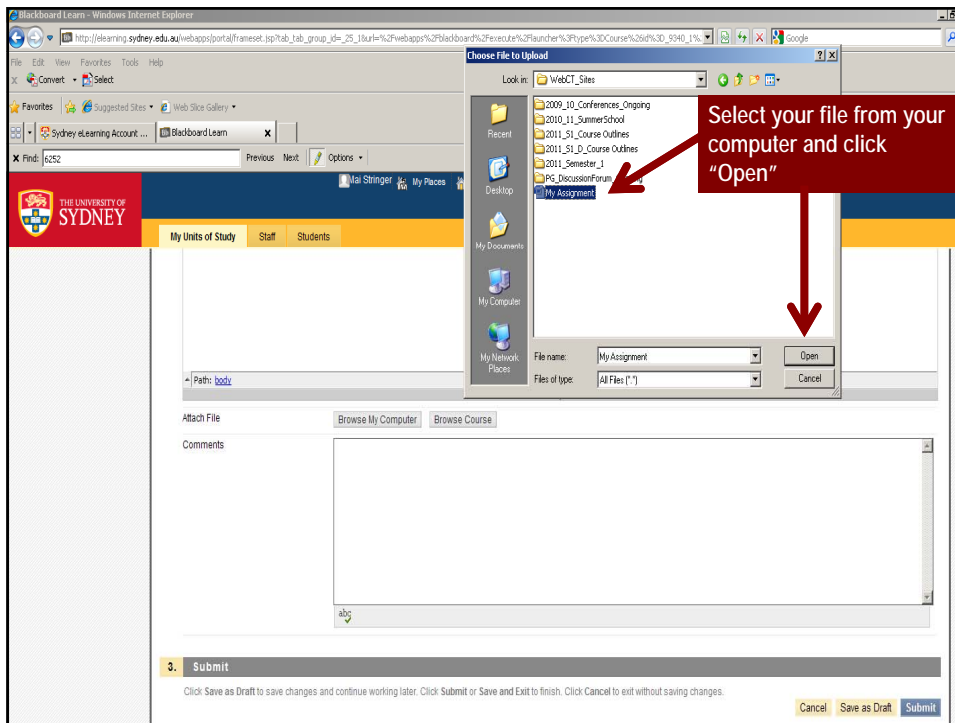 Blackboard Learn - Windows Internet Explorer
http://elearning.sydney.edu.au/webapps/portal/frameset.jsp?tab_tab_group_id=_25_1&url=%2Fwebapps%2Fblackboard%2Fexecute%2Flauncher%3Ftype%3DCourse%26id%3D_9340_1%
Google
File Edit View Favorites Tools Help
x Convert Select
Favorites Suggested Sites Web Slice Gallery
Sydney eLearning Account ... Blackboard Learn x
X Find: 6252 Previous Next Options
Mai Stringer My Places
THE UNIVERSITY OF
SYDNEY
My Units of Study Staff Students
Choose File to Upload
Look in: WebCT_Sites
Recent
Desktop
My Documents
My Computer
My Network
Places
2009_10_Conferences_Ongoing
2010_11_SummerSchool
2011_S1_Course Outlines
2011_S1_D_Course Outlines
2011_Semester_1
PG_DiscussionForum
My Assignment
File name: My Assignment Open
Files of type: All Files (*.*) Cancel
Select your file from your
computer and click
“Open”
Path: body
Attach File Browse My Computer Browse Course
Comments
abc
3. Submit
Click Save as Draft to save changes and continue working later. Click Submit or Save and Exit to finish. Click Cancel to exit without saving changes.
Cancel Save as Draft Submit